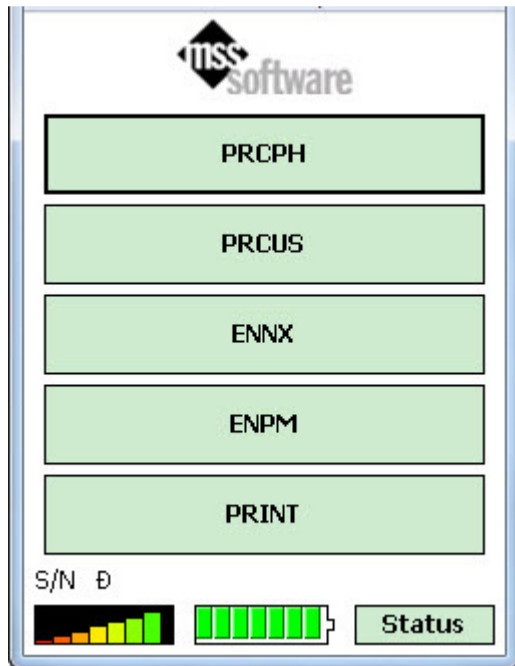 mss
software
PRCPH
PRCUS
ENNX
ENPM
PRINT
S/N Đ
Status